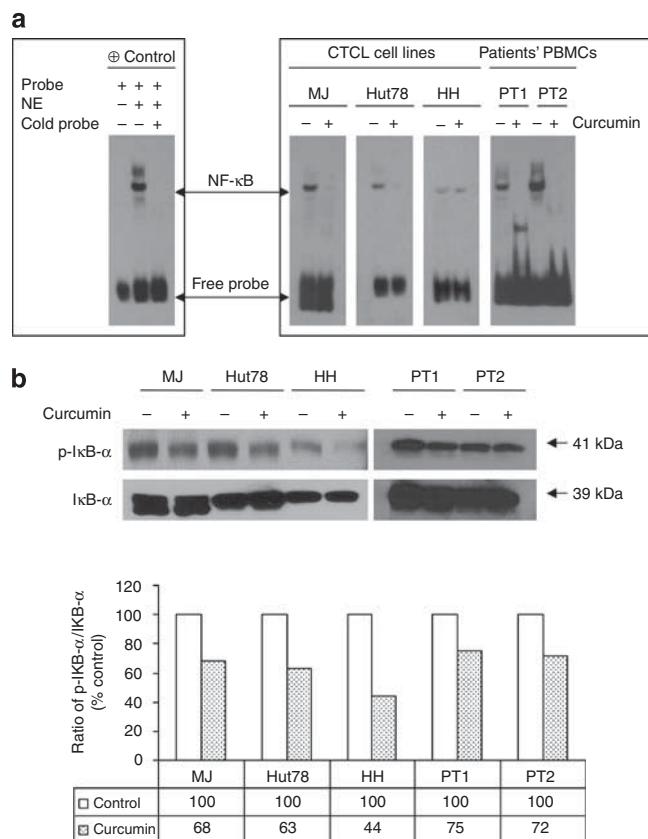 a
⊕ Control
Probe + + +
NE − + +
Cold probe − − +
NF-κB
Free probe
CTCL cell lines Patients’ PBMCs
MJ Hut78 HH PT1 PT2
− + − + − + − + − + Curcumin
b
MJ Hut78 HH PT1 PT2
Curcumin − + − + − + − + − +
p-IκB-α 41 kDa
IκB-α 39 kDa
Ratio of p-IKB-α/IKB-α
(% control)
120
100
80
60
40
20
0
MJ Hut78 HH PT1 PT2
Control 100 100 100 100 100
Curcumin 68 63 44 75 72